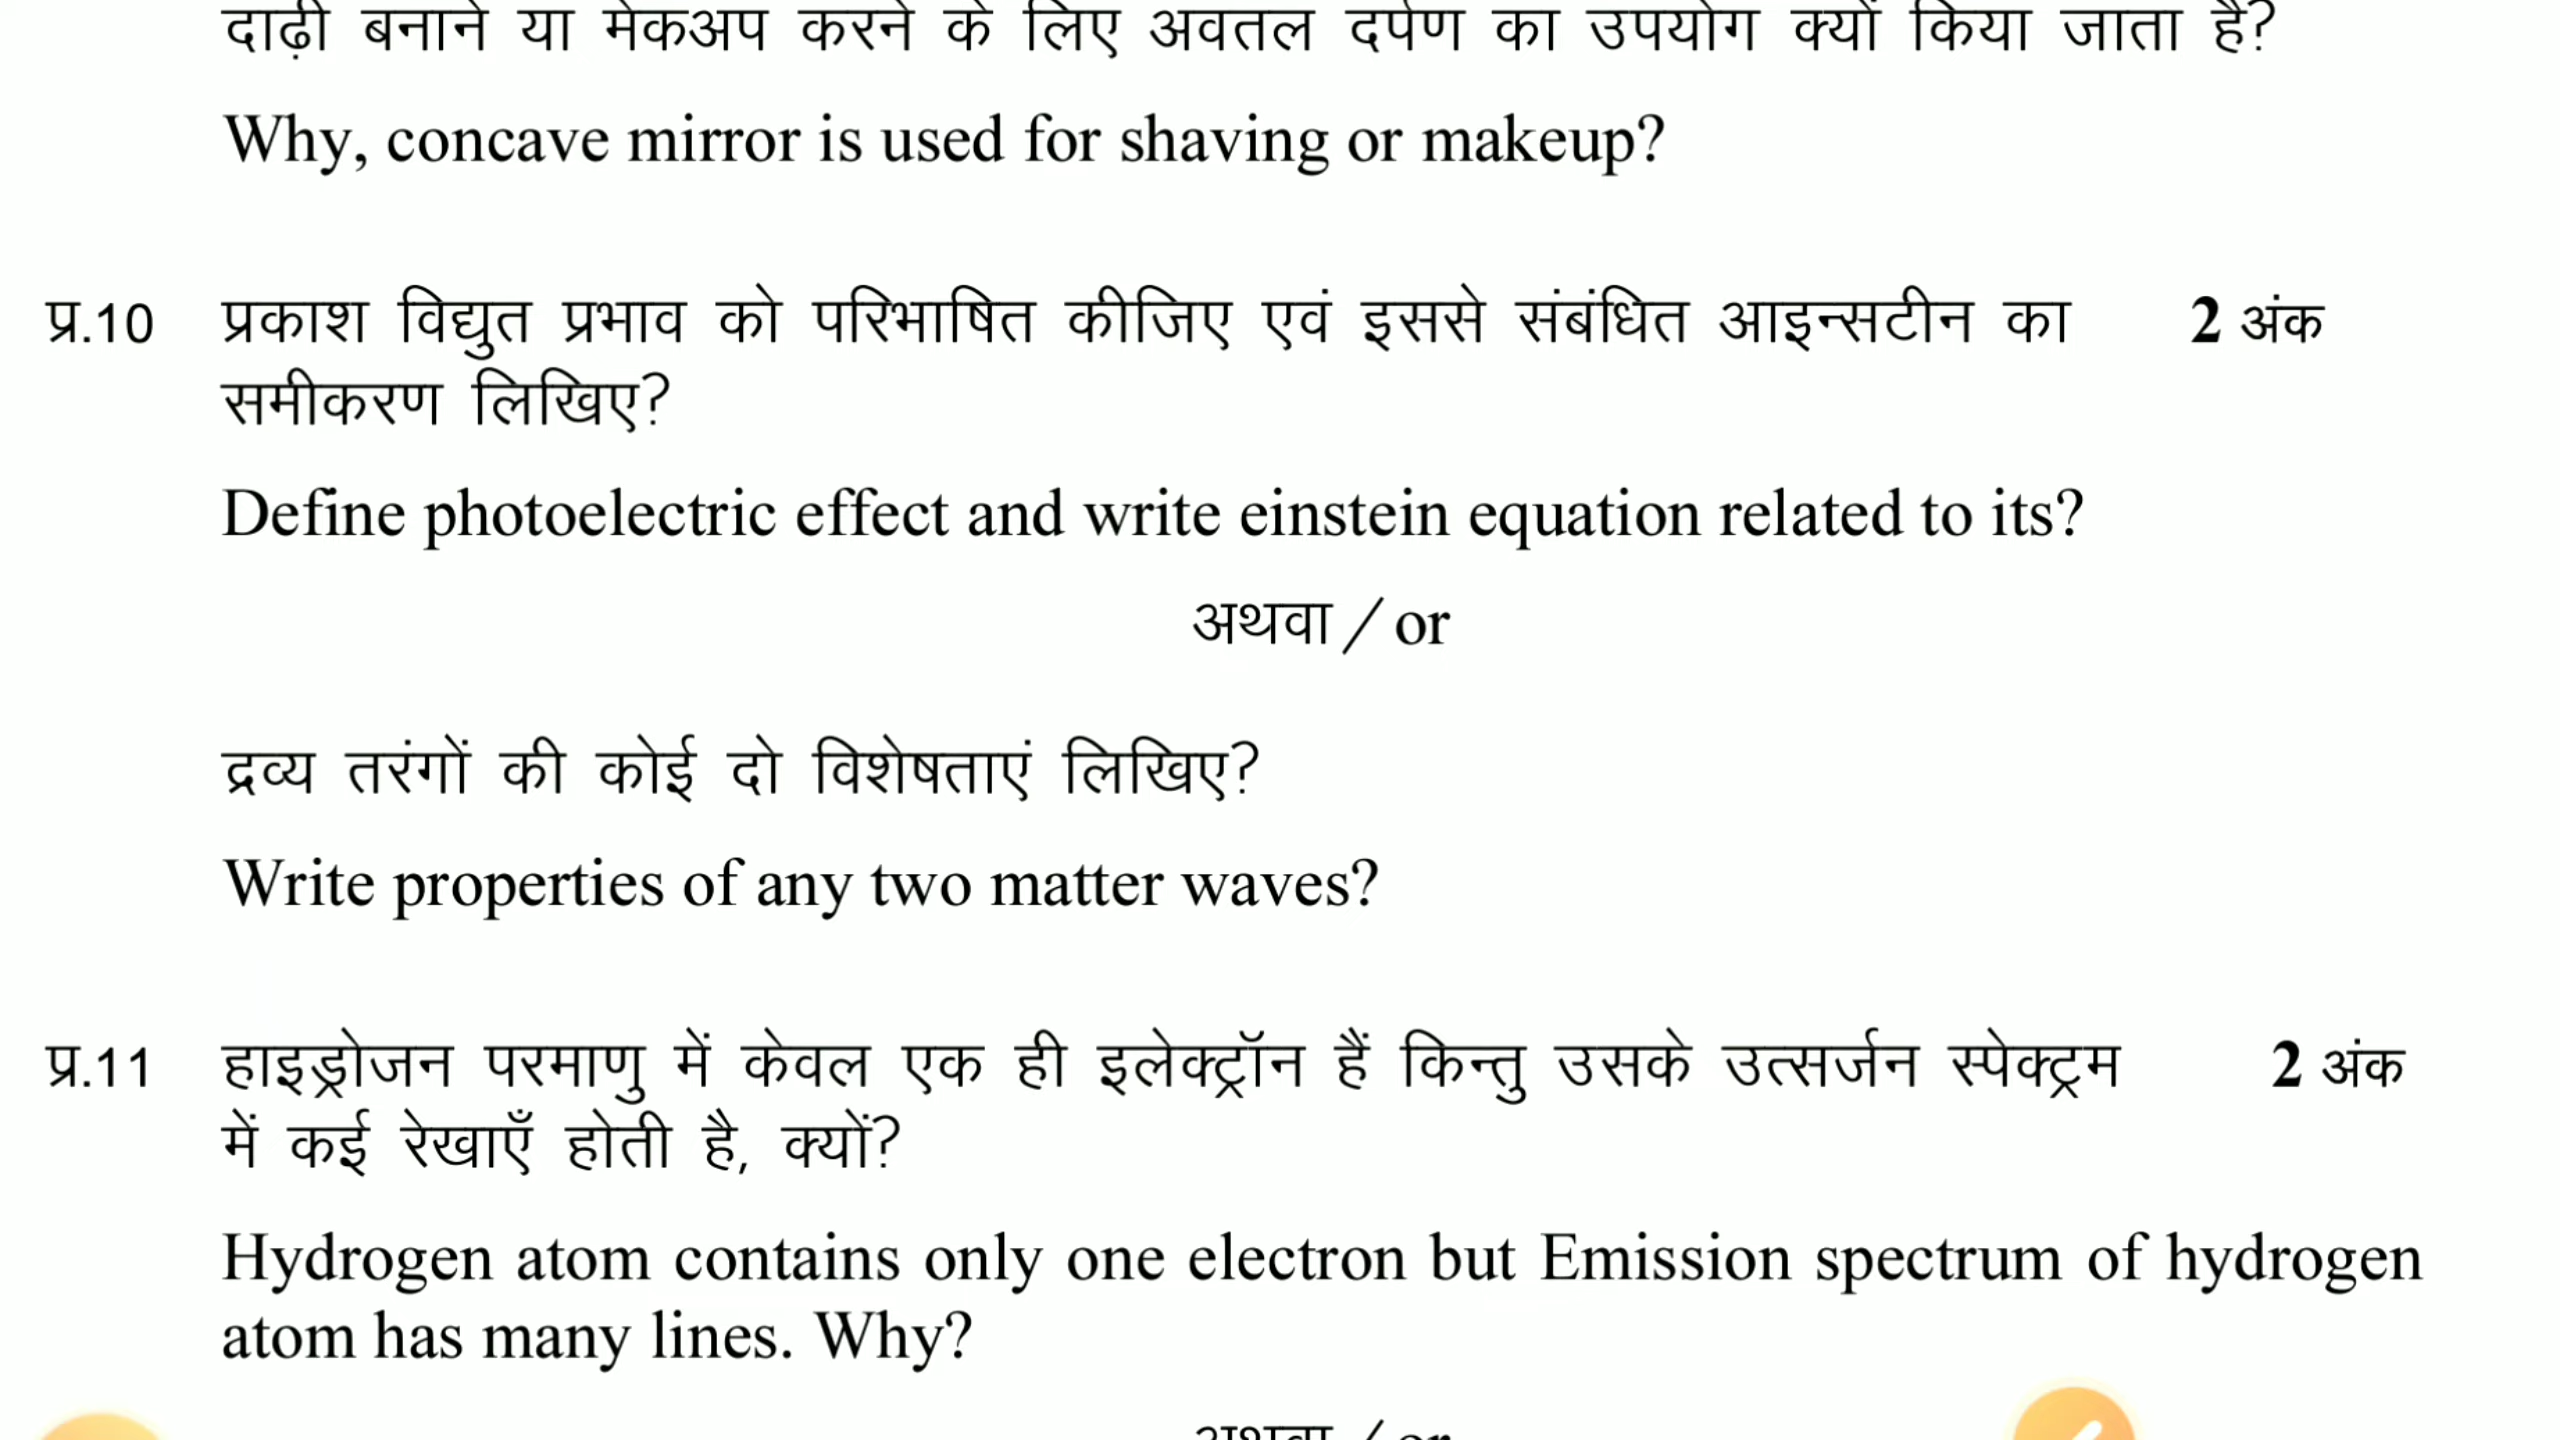 दाढ़ी बनाने या मेकअप करने के लिए अवतल दर्पण का उपयोग क्यों किया जाता है?
Why, concave mirror is used for shaving or makeup?
प्र.10 प्रकाश विद्युत प्रभाव को परिभाषित कीजिए एवं इससे संबंधित आइन्सटीन का 2 अंक
समीकरण लिखिए?
Define photoelectric effect and write einstein equation related to its?
अथवा / or
द्रव्य तरंगों की कोई दो विशेषताएं लिखिए?
Write properties of any two matter waves?
प्र.11 हाइड्रोजन परमाणु में केवल एक ही इलेक्ट्रॉन हैं किन्तु उसके उत्सर्जन स्पेक्ट्रम 2 अंक
में कई रेखाएँ होती है, क्यों?
Hydrogen atom contains only one electron but Emission spectrum of hydrogen
atom has many lines. Why?
अथवा / or